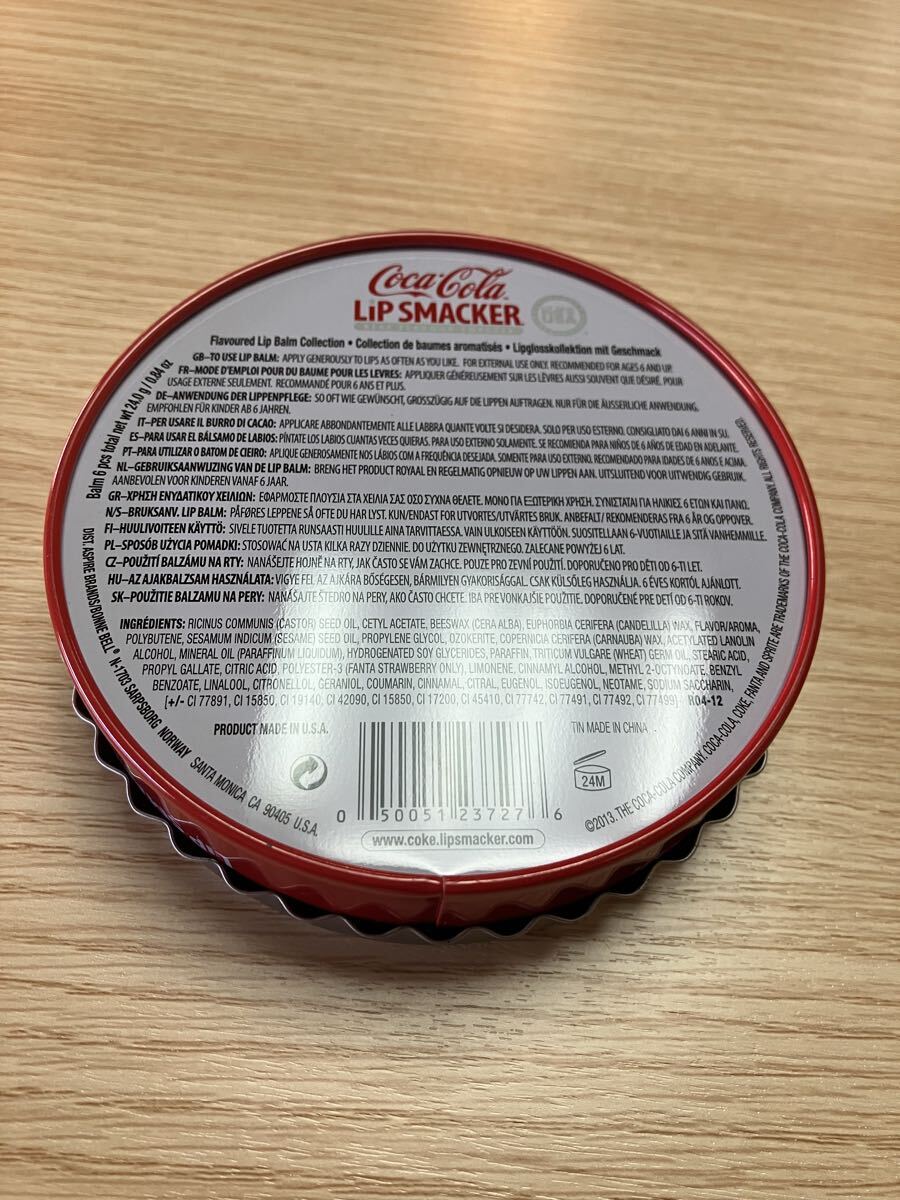 Coca-Cola
LiP SMACKER
Flavoured Lip Balm Collection • Collection de baumes aromatisés • Lipglosskollektion mit Geschmack
GB–TO USE LIP BALM: APPLY GENEROUSLY TO LIPS AS OFTEN AS YOU LIKE. FOR EXTERNAL USE ONLY. RECOMMENDED FOR AGES 6 AND UP.
FR–MODE D'EMPLOI POUR DU BAUME POUR LES LEVRES: APPLIQUER GÉNÉREUSEMENT SUR LES LÈVRES AUSSI SOUVENT QUE DÉSIRÉ. POUR
USAGE EXTERNE SEULEMENT. RECOMMANDÉ POUR 6 ANS ET PLUS.
DE–ANWENDUNG DER LIPPENPFLEGE: SO OFT WIE GEWÜNSCHT, GROSSZÜGIG AUF DIE LIPPEN AUFTRAGEN. NUR FÜR DIE ÄUSSERLICHE ANWENDUNG.
EMPFOHLEN FÜR KINDER AB 6 JAHREN.
IT–PER USARE IL BURRO DI CACAO: APPLICARE ABBONDANTEMENTE ALLE LABBRA QUANTE VOLTE SI DESIDERA. SOLO PER USO ESTERNO. CONSIGLIATO DAI 6 ANNI IN SU.
ES–PARA USAR EL BÁLSAMO DE LABIOS: PÍNTATE LOS LABIOS CUANTAS VECES QUIERAS. PARA USO EXTERNO SOLAMENTE. SE RECOMIENDA PARA NIÑOS DE 6 AÑOS DE EDAD EN ADELANTE.
PT–PARA UTILIZAR O BATOM DE CIEIRO: APLIQUE GENEROSAMENTE NOS LÁBIOS COM A FREQUÊNCIA DESEJADA. SOMENTE PARA USO EXTERNO. RECOMENDADO PARA IDADES DE 6 ANOS E ACIMA.
NL–GEBRUIKSAANWIJZING VAN DE LIP BALM: BRENG HET PRODUCT ROYAAL EN REGELMATIG OPNIEUW OP UW LIPPEN AAN. UITSLUITEND VOOR UITWENDIG GEBRUIK.
AANBEVOLEN VOOR KINDEREN VANAF 6 JAAR.
GR–ΧΡΗΣΗ ΕΝΥΔΑΤΙΚΟΥ ΧΕΙΛΙΩΝ: ΕΦΑΡΜΟΣΤΕ ΠΛΟΥΣΙΑ ΣΤΑ ΧΕΙΛΙΑ ΣΑΣ ΟΣΟ ΣΥΧΝΑ ΘΕΛΕΤΕ. ΜΟΝΟ ΓΙΑ ΕΞΩΤΕΡΙΚΗ ΧΡΗΣΗ. ΣΥΝΙΣΤΑΤΑΙ ΓΙΑ ΗΛΙΚΙΕΣ 6 ΕΤΩΝ ΚΑΙ ΠΑΝΩ.
N/S–BRUKSANV. LIP BALM: PÅFØRES LEPPENE SÅ OFTE DU HAR LYST. KUN/ENDAST FOR UTVORTES/UTVÄRTES BRUK. ANBEFALT/REKOMENDERAS FRA 6 ÅR OG OPPOVER.
FI–HUULIVOITEEN KÄYTTÖ: SIVELE TUOTETTA RUNSAASTI HUULILLE AINA TARVITTAESSA. VAIN ULKOISEEN KÄYTTÖÖN. SUOSITELLAAN 6-VUOTIAILLE JA SITÄ VANHEMMILLE.
PL–SPOSÓB UŻYCIA POMADKI: STOSOWAĆ NA USTA KILKA RAZY DZIENNIE. DO UŻYTKU ZEWNĘTRZNEGO. ZALECANE POWYŻEJ 6 LAT.
CZ–POUŽITÍ BALZÁMU NA RTY: NANÁŠEJTE HOJNĚ NA RTY, JAK ČASTO SE VÁM ZACHCE. POUZE PRO ZEVNÍ POUŽITÍ. DOPORUČENO PRO DĚTI OD 6-TI LET.
HU–AZ AJAKBALZSAM HASZNÁLATA: VIGYE FEL AZ AJKÁRA BŐSÉGESEN, BÁRMILYEN GYAKORISÁGGAL. CSAK KÜLSŐLEG HASZNÁLJA. 6 ÉVES KORTÓL AJÁNLOTT.
SK–POUŽITIE BALZAMU NA PERY: NANÁŠAJTE ŠTEDRO NA PERY, AKO ČASTO CHCETE. IBA PRE VONKAJŠIE POUŽITIE. DOPORUČENÉ PRE DETÍ OD 6-TI ROKOV.
INGRÉDIENTS: RICINUS COMMUNIS (CASTOR) SEED OIL, CETYL ACETATE, BEESWAX (CERA ALBA), EUPHORBIA CERIFERA (CANDELILLA) WAX, FLAVOR/AROMA,
POLYBUTENE, SESAMUM INDICUM (SESAME) SEED OIL, PROPYLENE GLYCOL, OZOKERITE, COPERNICIA CERIFERA (CARNAUBA) WAX, ACETYLATED LANOLIN
ALCOHOL, MINERAL OIL (PARAFFINUM LIQUIDUM), HYDROGENATED SOY GLYCERIDES, PARAFFIN, TRITICUM VULGARE (WHEAT) GERM OIL, STEARIC ACID,
PROPYL GALLATE, CITRIC ACID, POLYESTER-3 (FANTA STRAWBERRY ONLY), LIMONENE. CINNAMYL ALCOHOL, METHYL 2-OCTYNOATE, BENZYL
BENZOATE, LINALOOL, CITRONELLOL, GERANIOL, COUMARIN, CINNAMAL, CITRAL, EUGENOL, ISOEUGENOL, NEOTAME, SODIUM SACCHARIN,
[+/- CI 77891, CI 15850, CI 19140, CI 42090, CI 15850, CI 17200, CI 45410, CI 77742, CI 77491, CI 77492, CI 77499] R04-12
PRODUCT MADE IN U.S.A.
TIN MADE IN CHINA
24M
0 50051 23727 6
www.coke.lipsmacker.com
Balm 6 pcs total net wt 24.0 g / 0.84 oz
DIST. ASPIRE BRANDS/BONNE BELL® N-1703 SARPSBORG NORWAY SANTA MONICA CA 90405 U.S.A.
©2013. THE COCA-COLA COMPANY. COCA-COLA, COKE, FANTA AND SPRITE ARE TRADEMARKS OF THE COCA-COLA COMPANY. ALL RIGHTS RESERVED.